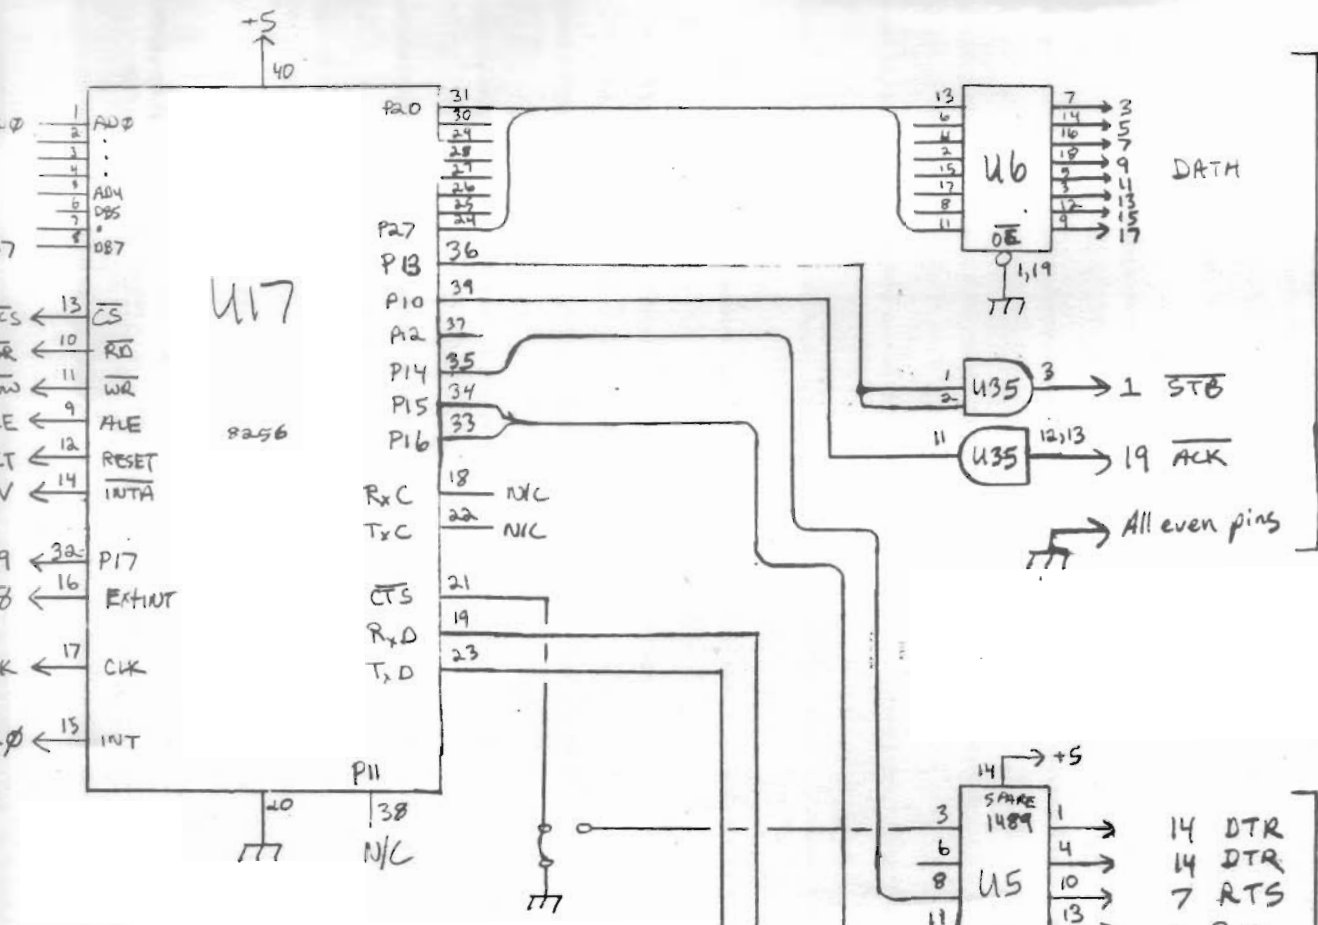 +5
40
1 ADØ
2
3
4
5 AD4
6 DB5
7
8 DB7
13 CS
10 RD
11 WR
9 ALE
12 RESET
14 INTA
32 P17
16 EXTINT
17 CLK
15 INT
U17
8256
P20 31
30
29
28
27
26
25
P27 24
P13 36
P10 39
P12 37
P14 35
P15 34
P16 33
RxC 18 N/C
TxC 22 N/C
CTS 21
RxD 19
TxD 23
P11
20
38
N/C
13 7 3
6 14 5
4 16 7
2 18 9
15 5 11
17 3 13
8 12 15
11 9 17
U6
OE
1,19
DATA
1
2 U35 3 1 STB
11 U35 12,13 19 ACK
All even pins
14 +5
SPARE
1489
U5
3 1 14 DTR
6 4 14 DTR
8 10 7 RTS
11 13